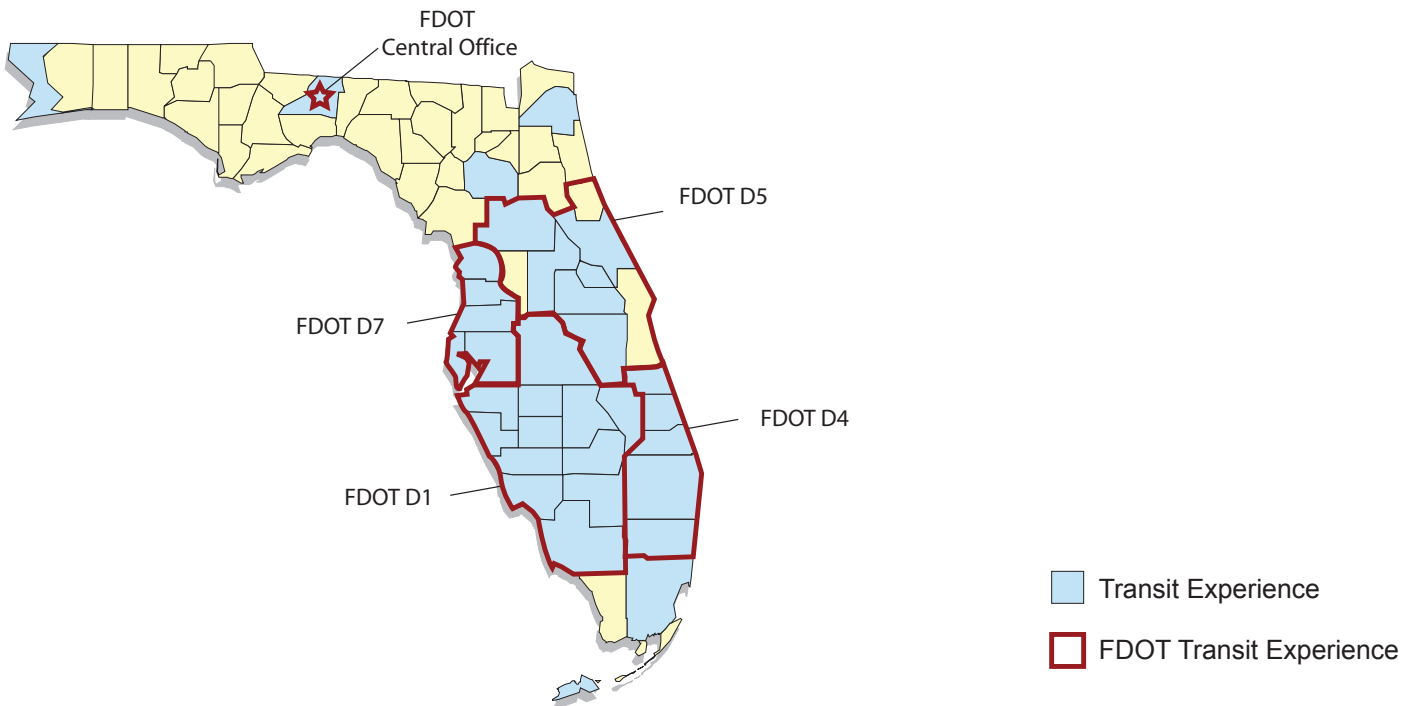 FDOT
Central Office
FDOT D5
FDOT D7
FDOT D4
FDOT D1
Transit Experience
FDOT Transit Experience